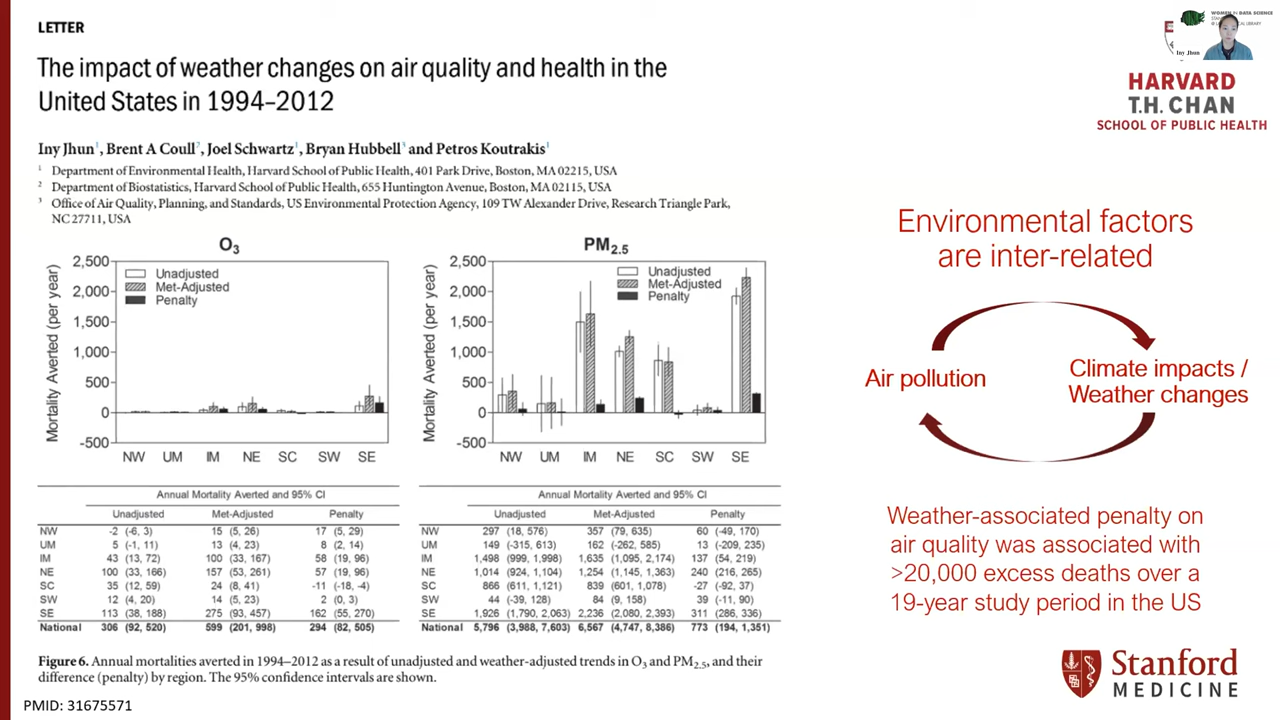 LETTER
The impact of weather changes on air quality and health in the
United States in 1994–2012
Iny Jhun1, Brent A Coull2, Joel Schwartz1, Bryan Hubbell3 and Petros Koutrakis1
1 Department of Environmental Health, Harvard School of Public Health, 401 Park Drive, Boston, MA 02215, USA
2 Department of Biostatistics, Harvard School of Public Health, 655 Huntington Avenue, Boston, MA 02115, USA
3 Office of Air Quality, Planning, and Standards, US Environmental Protection Agency, 109 TW Alexander Drive, Research Triangle Park,
NC 27711, USA
O3
Mortality Averted (per year)
2,500
2,000
1,500
1,000
500
0
-500
Unadjusted
Met-Adjusted
Penalty
NW UM IM NE SC SW SE
PM2.5
Mortality Averted (per year)
2,500
2,000
1,500
1,000
500
0
-500
Unadjusted
Met-Adjusted
Penalty
NW UM IM NE SC SW SE
Annual Mortality Averted and 95% CI
Unadjusted Met-Adjusted Penalty
NW -2 (-6, 3) 15 (5, 26) 17 (5, 29)
UM 5 (-1, 11) 13 (4, 23) 8 (2, 14)
IM 43 (13, 72) 100 (33, 167) 58 (19, 96)
NE 100 (33, 166) 157 (53, 261) 57 (19, 96)
SC 35 (12, 59) 24 (8, 41) -11 (-18, -4)
SW 12 (4, 20) 14 (5, 23) 2 (0, 3)
SE 113 (38, 188) 275 (93, 457) 162 (55, 270)
National 306 (92, 520) 599 (201, 998) 294 (82, 505)
Annual Mortality Averted and 95% CI
Unadjusted Met-Adjusted Penalty
NW 297 (18, 576) 357 (79, 635) 60 (-49, 170)
UM 149 (-315, 613) 162 (-262, 585) 13 (-209, 235)
IM 1,498 (999, 1,998) 1,635 (1,095, 2,174) 137 (54, 219)
NE 1,014 (924, 1,104) 1,254 (1,145, 1,363) 240 (216, 265)
SC 866 (611, 1,121) 839 (601, 1,078) -27 (-92, 37)
SW 44 (-39, 128) 84 (9, 158) 39 (-11, 90)
SE 1,926 (1,790, 2,063) 2,236 (2,080, 2,393) 311 (286, 336)
National 5,796 (3,988, 7,603) 6,567 (4,747, 8,386) 773 (194, 1,351)
Figure 6. Annual mortalities averted in 1994–2012 as a result of unadjusted and weather-adjusted trends in O3 and PM2.5, and their
difference (penalty) by region. The 95% confidence intervals are shown.
PMID: 31675571
WOMEN IN DATA SCIENCE
Iny Jhun
HARVARD
T.H. CHAN
SCHOOL OF PUBLIC HEALTH
Environmental factors
are inter-related
Air pollution
Climate impacts /
Weather changes
Weather-associated penalty on
air quality was associated with
>20,000 excess deaths over a
19-year study period in the US
Stanford
MEDICINE